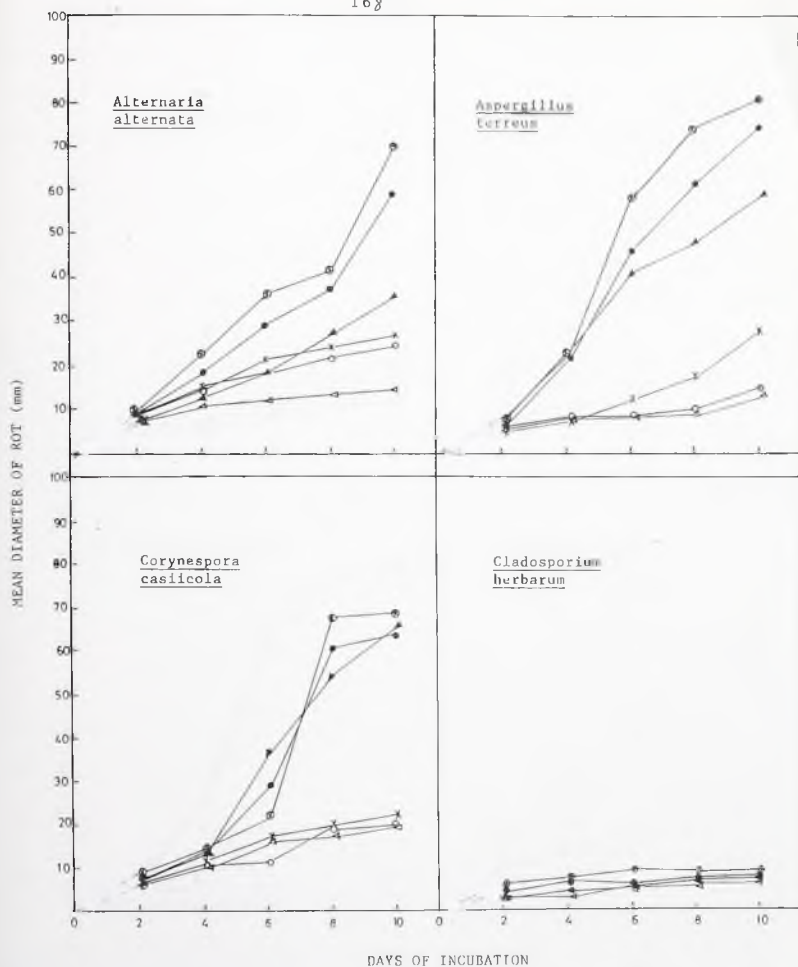 168
100
90
80
70
60
50
40
30
20
10
Alternaria
alternata
Aspergillus
terreum
MEAN DIAMETER OF ROT (mm)
100
90
80
70
60
50
40
30
20
10
0
Corynespora
casiicola
Cladosporium
herbarum
2 4 6 8 10 0 2 4 6 8 10
DAYS OF INCUBATION